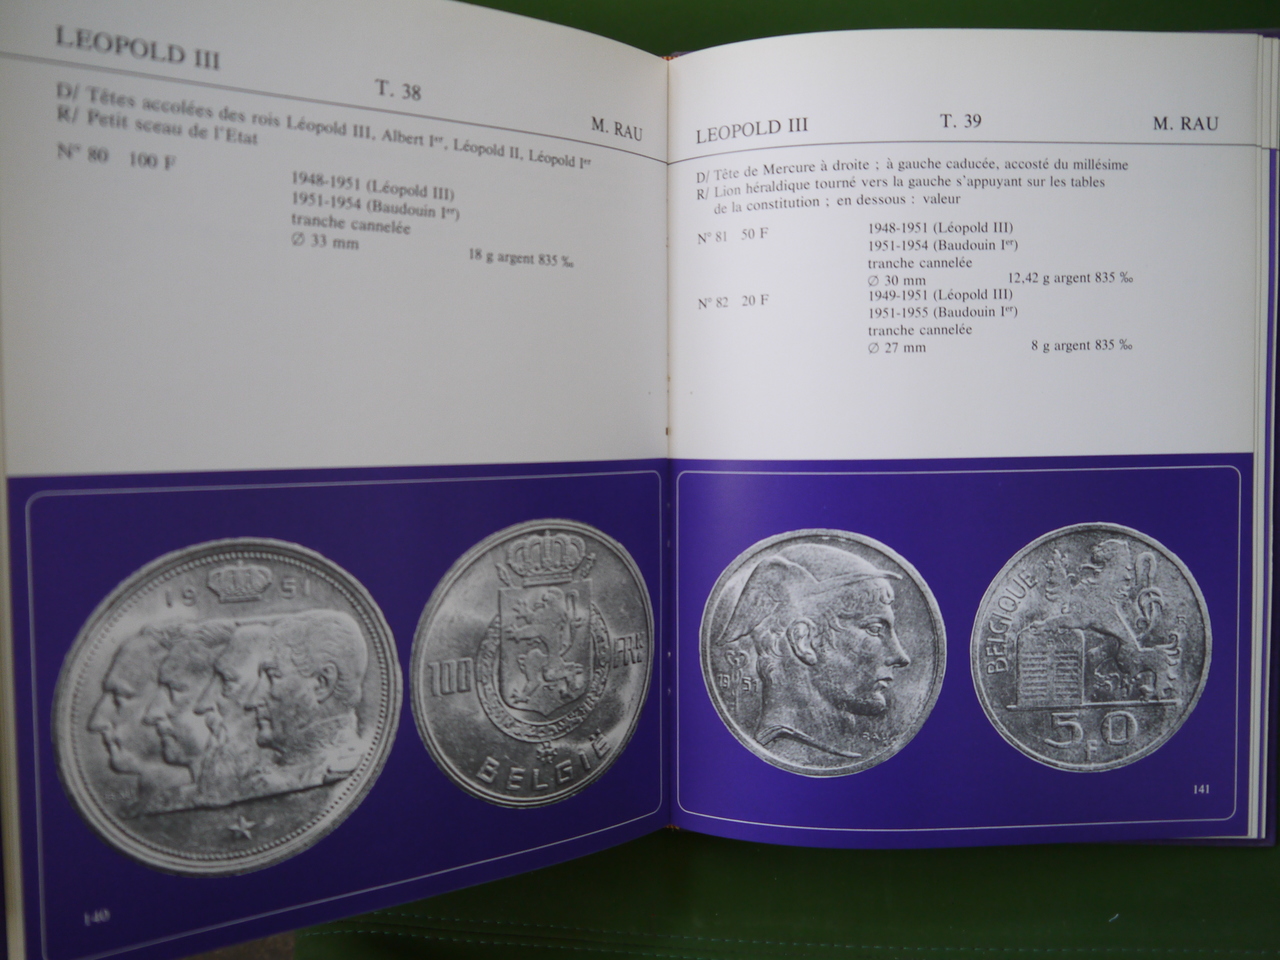 LEOPOLD III
T. 38
M. RAU
D/ Têtes accolées des rois Léopold III, Albert Ier, Léopold II, Léopold Ier
R/ Petit sceau de l'Etat
N° 80 100 F
1948-1951 (Léopold III)
1951-1954 (Baudouin Ier)
tranche cannelée
∅ 33 mm
18 g argent 835 ‰
1951
100 FR.
BELGIË
140
LEOPOLD III
T. 39
M. RAU
D/ Tête de Mercure à droite ; à gauche caducée, accosté du millésime
R/ Lion héraldique tourné vers la gauche s'appuyant sur les tables
de la constitution ; en dessous : valeur
N° 81 50 F
1948-1951 (Léopold III)
1951-1954 (Baudouin Ier)
tranche cannelée
∅ 30 mm 12,42 g argent 835 ‰
N° 82 20 F
1949-1951 (Léopold III)
1951-1955 (Baudouin Ier)
tranche cannelée
∅ 27 mm 8 g argent 835 ‰
1951
RAU
BELGIQUE
50
F
141